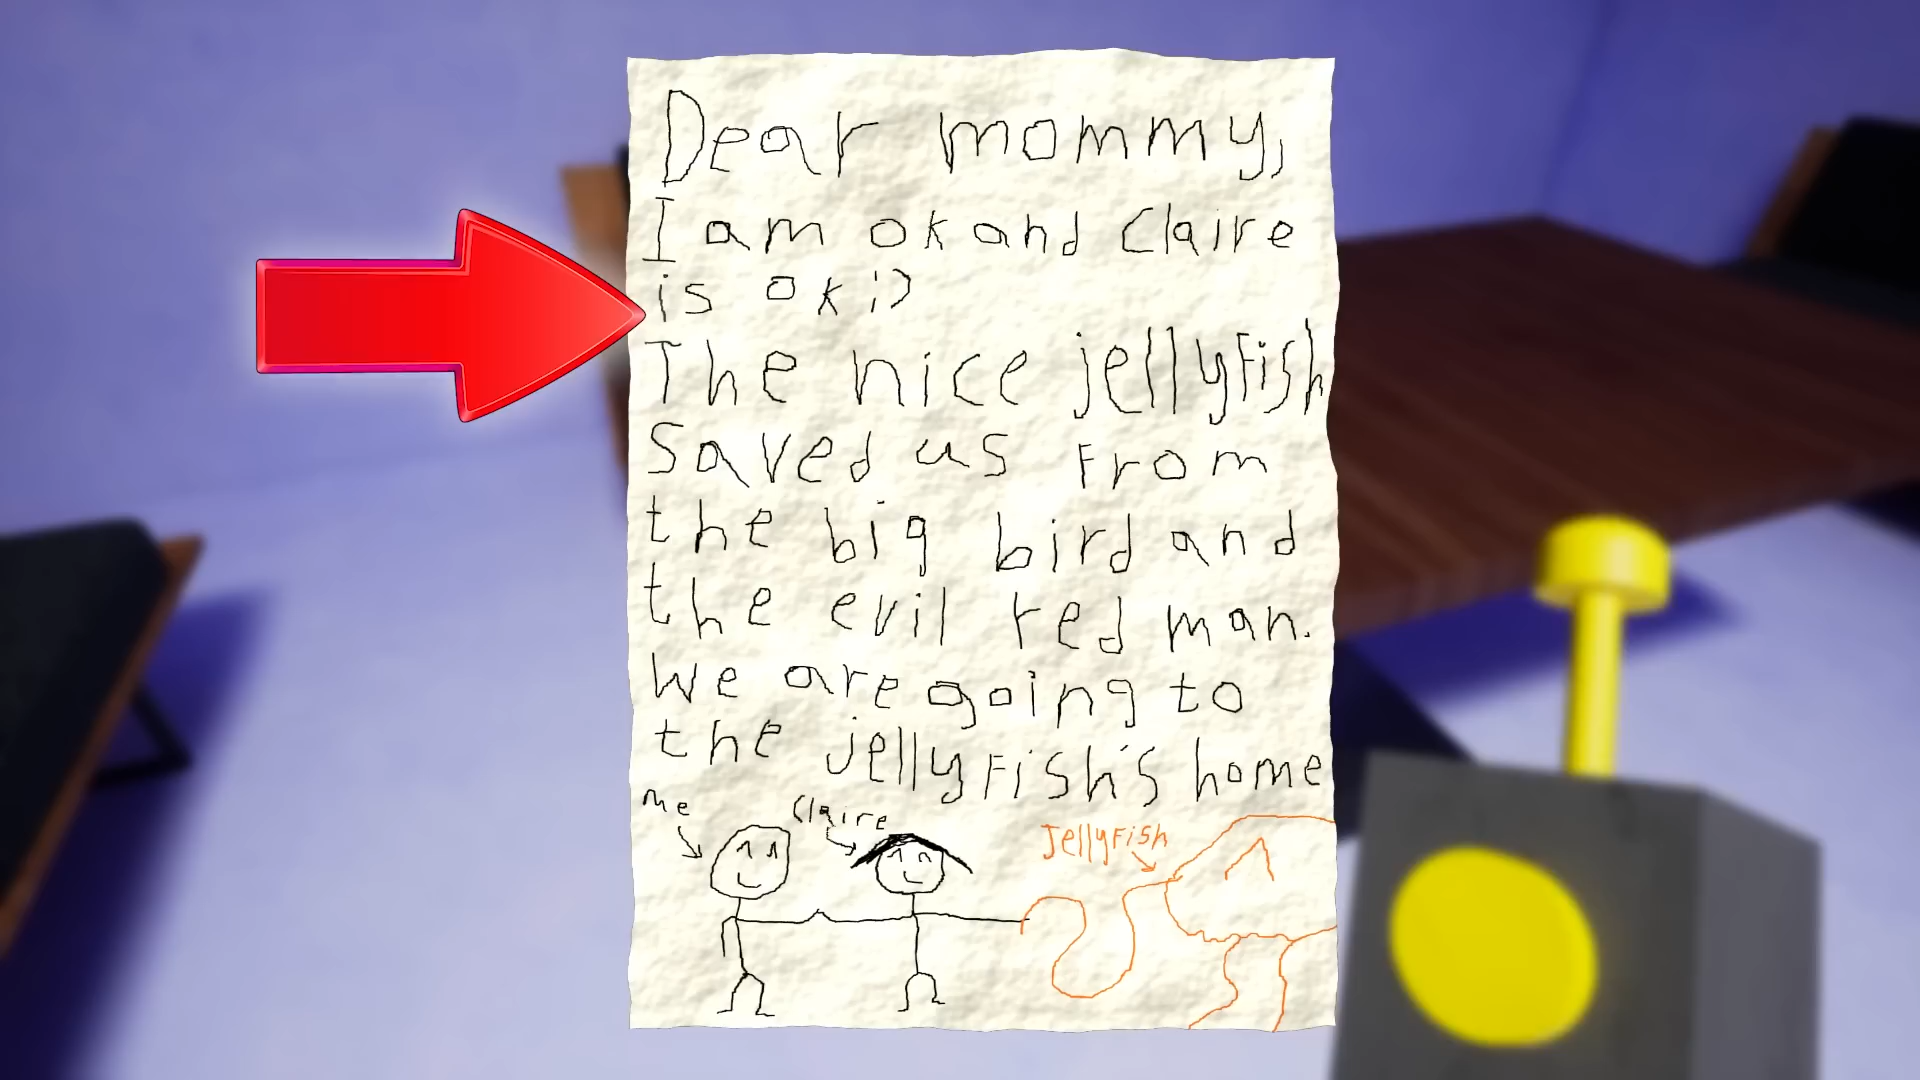 Dear mommy,
I am ok and Claire
is ok :)
The nice jellyfish
saved us from
the big bird and
the evil red man.
We are going to
the jellyfish's home
Me
Claire
Jellyfish